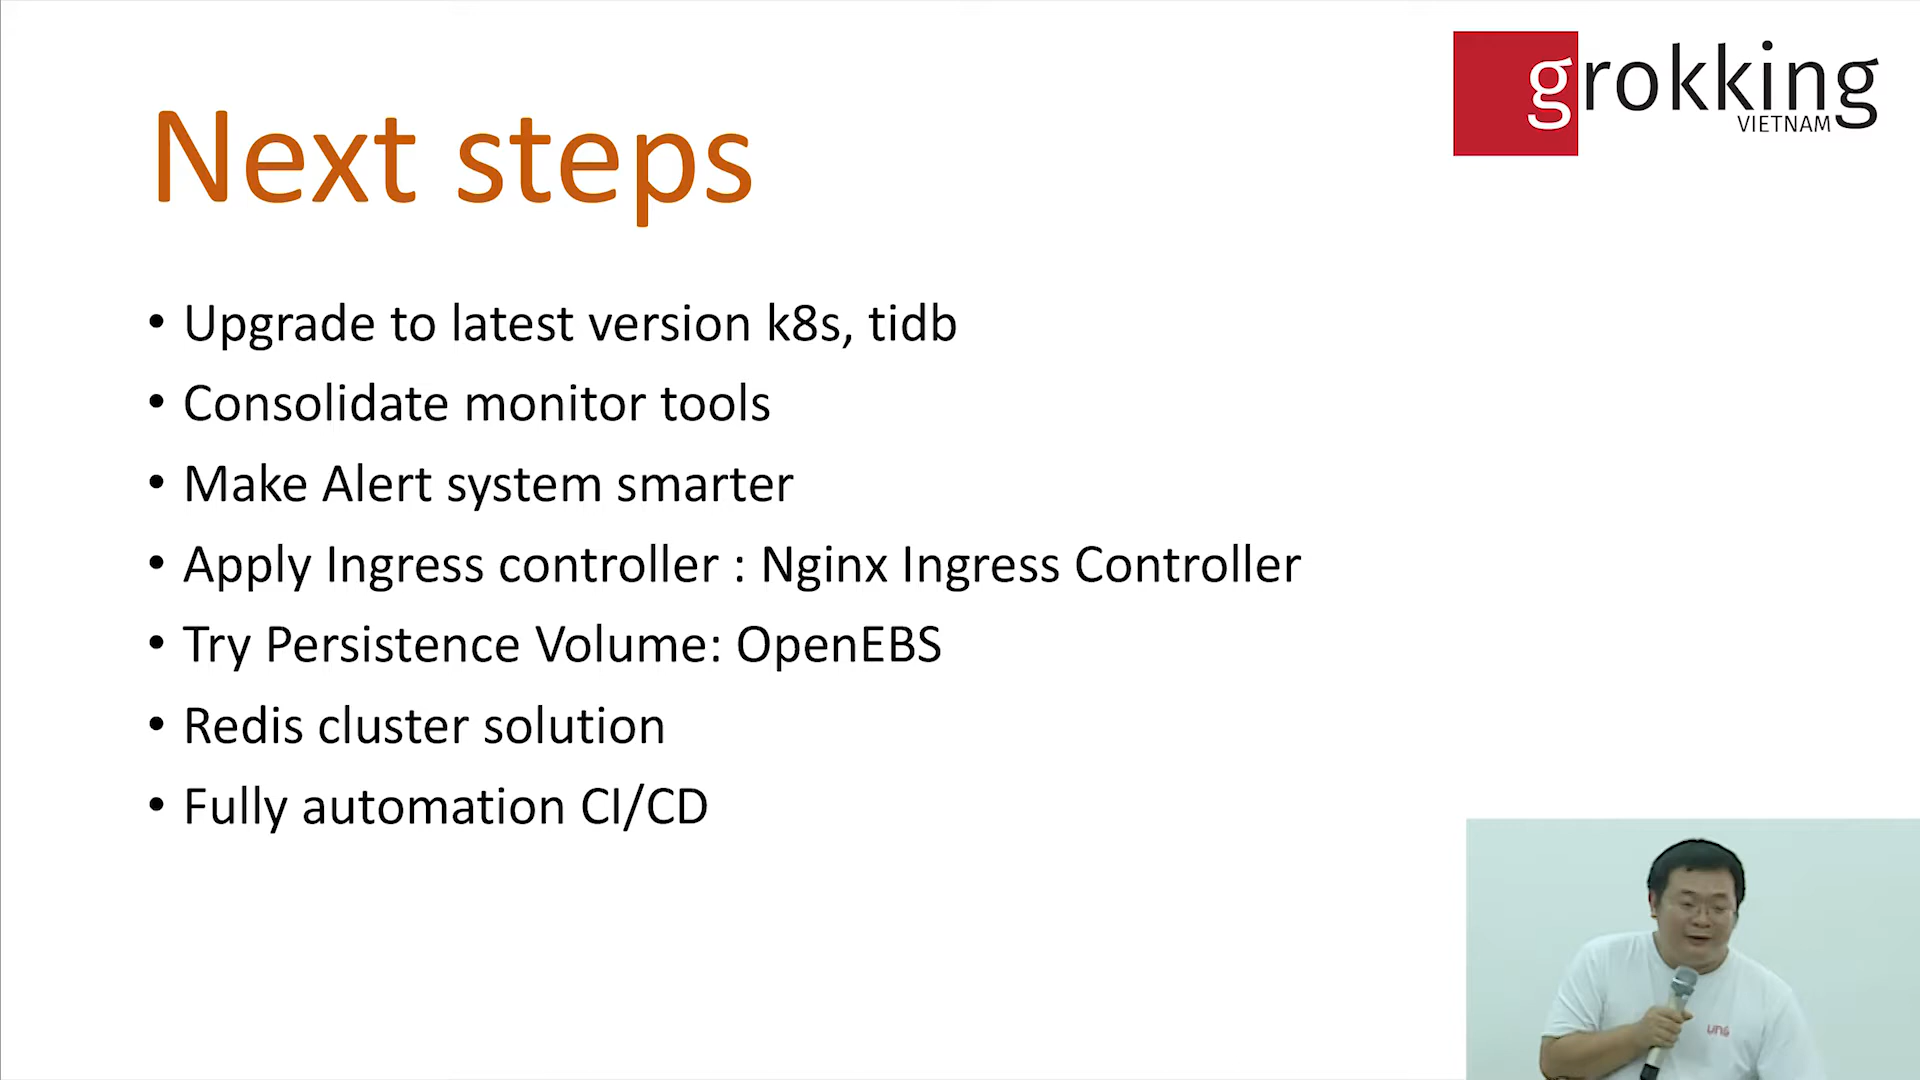 grokking
VIETNAM
Next steps
• Upgrade to latest version k8s, tidb
• Consolidate monitor tools
• Make Alert system smarter
• Apply Ingress controller : Nginx Ingress Controller
• Try Persistence Volume: OpenEBS
• Redis cluster solution
• Fully automation CI/CD
VNG